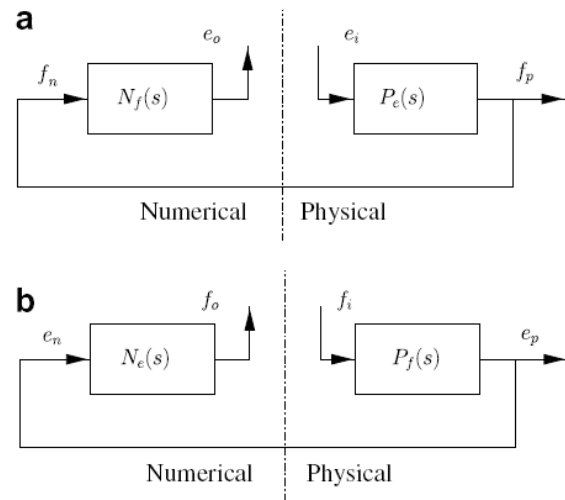 a
e_o
e_i
f_n
N_f(s)
P_e(s)
f_p
Numerical
Physical
b
f_o
f_i
e_n
N_e(s)
P_f(s)
e_p
Numerical
Physical